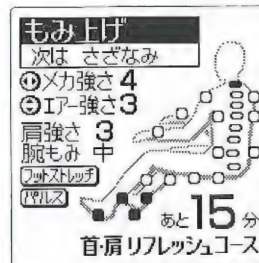 もみ上げ
次は さざなみ
メカ強さ 4
エアー強さ 3
肩強さ 3
腕もみ 中
フットストレッチ
パルス
あと 15 分
首・肩 リフレッシュコース